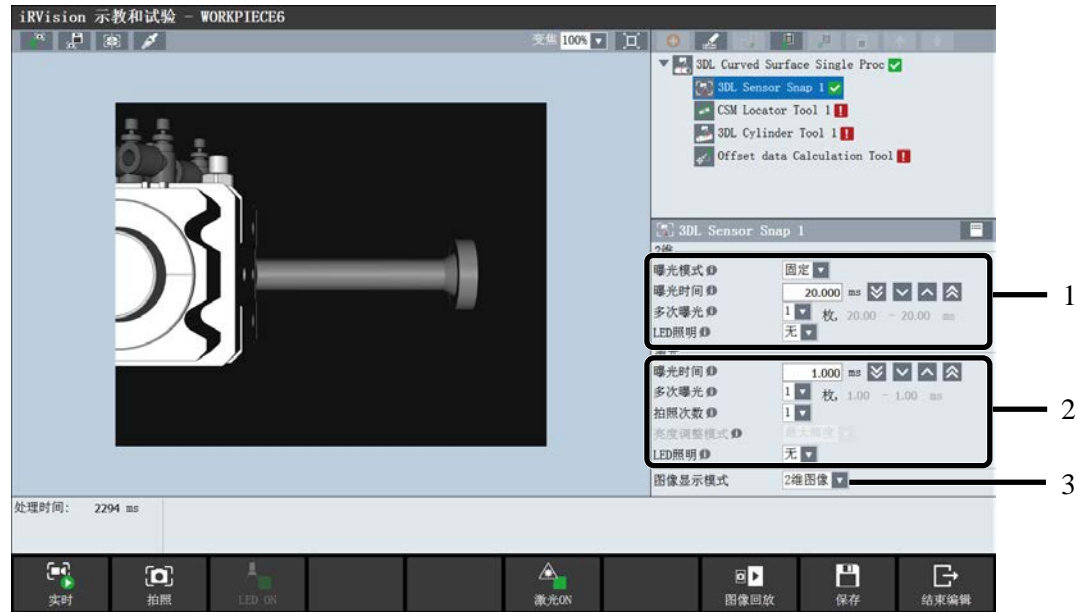 iRVision 示教和试验 - WORKPIECE6
变焦 100%
3DL Curved Surface Single Proc
3DL Sensor Snap 1
CSM Locator Tool 1
3DL Cylinder Tool 1
Offset data Calculation Tool
3DL Sensor Snap 1
2维
曝光模式 固定
曝光时间 20.000 ms
多次曝光 1 枚, 20.00 - 20.00 ms
LED照明 无
1
激光
曝光时间 1.000 ms
多次曝光 1 枚, 1.00 - 1.00 ms
拍照次数 1
亮度调整模式 最大辉度
LED照明 无
2
图像显示模式 2维图像
3
处理时间: 2294 ms
实时 拍照 LED ON 激光ON 图像回放 保存 结束编辑